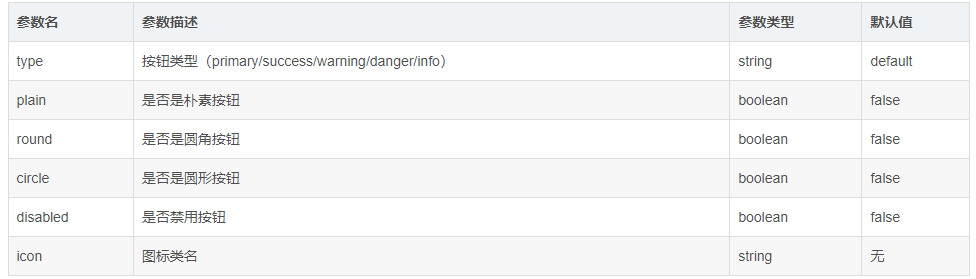 参数名 参数描述 参数类型 默认值
type 按钮类型（primary/success/warning/danger/info） string default
plain 是否是朴素按钮 boolean false
round 是否是圆角按钮 boolean false
circle 是否是圆形按钮 boolean false
disabled 是否禁用按钮 boolean false
icon 图标类名 string 无